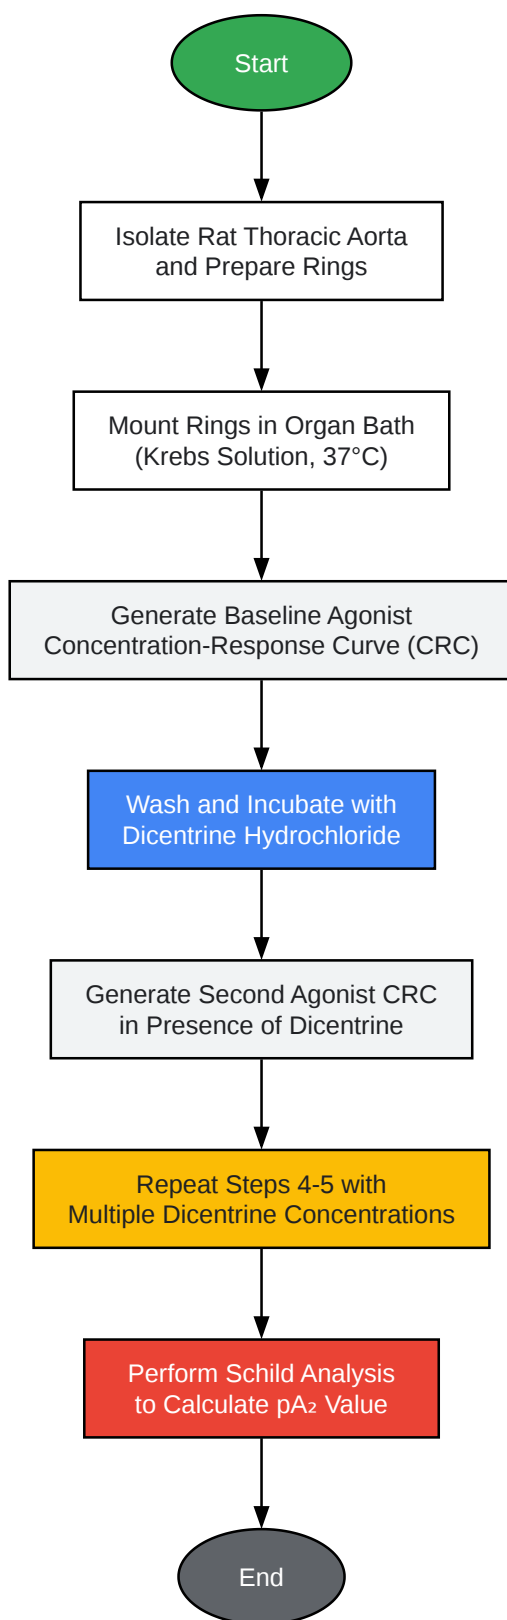 Start
Isolate Rat Thoracic Aorta
and Prepare Rings
Mount Rings in Organ Bath
(Krebs Solution, 37°C)
Generate Baseline Agonist
Concentration-Response Curve (CRC)
Wash and Incubate with
Dicentrine Hydrochloride
Generate Second Agonist CRC
in Presence of Dicentrine
Repeat Steps 4-5 with
Multiple Dicentrine Concentrations
Perform Schild Analysis
to Calculate pA₂ Value
End